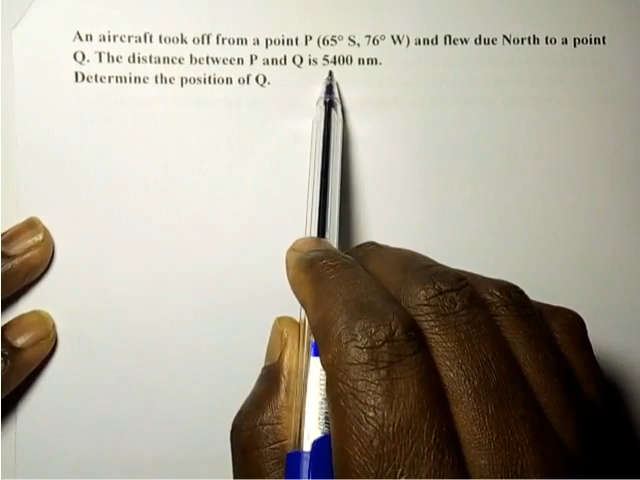 An aircraft took off from a point P (65° S, 76° W) and flew due North to a point
Q. The distance between P and Q is 5400 nm.
Determine the position of Q.